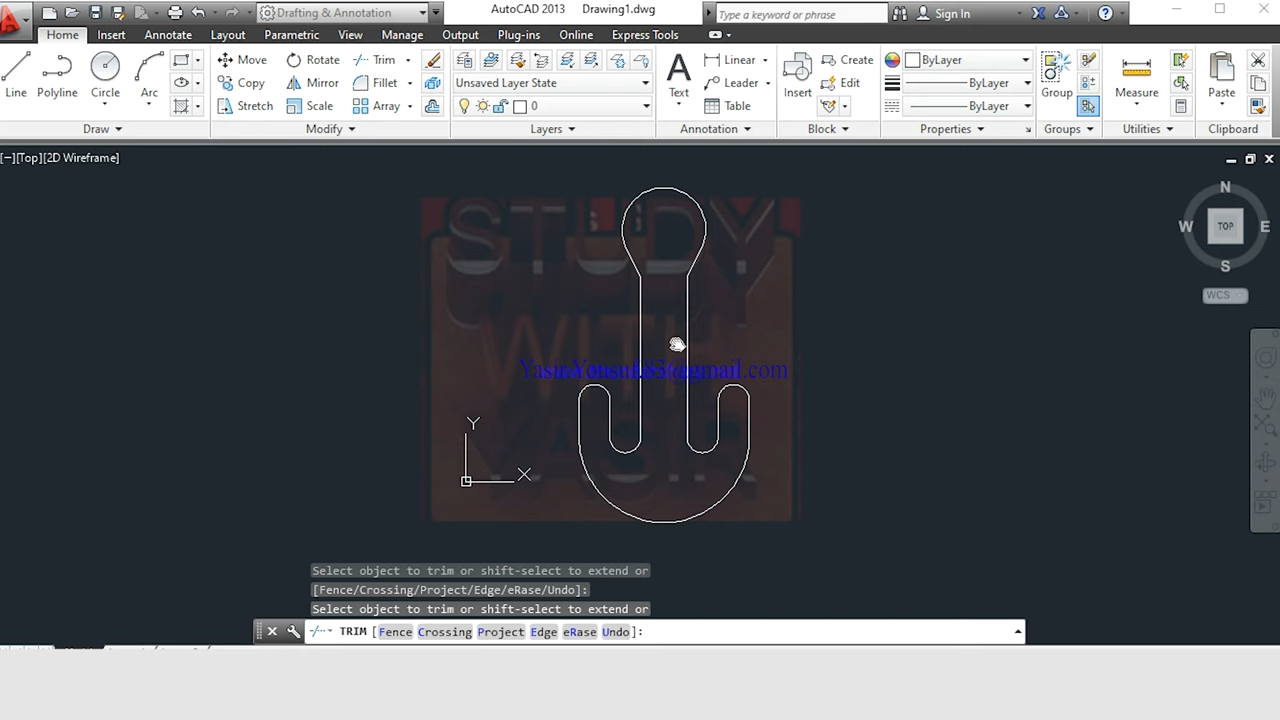 Drafting & Annotation
AutoCAD 2013 Drawing1.dwg
Type a keyword or phrase
Sign In
Home Insert Annotate Layout Parametric View Manage Output Plug-ins Online Express Tools
Line Polyline Circle Arc
Move Rotate Trim
Copy Mirror Fillet
Stretch Scale Array
Unsaved Layer State
0
Text
Linear
Leader
Table
Insert
Create
Edit
ByLayer
ByLayer
ByLayer
Group
Measure
Paste
Draw Modify Layers Annotation Block Properties Groups Utilities Clipboard
[−][Top][2D Wireframe]
N
W TOP E
S
WCS
STUDY
WITH
YASIR
Y
X
Select object to trim or shift-select to extend or
[Fence/Crossing/Project/Edge/eRase/Undo]:
Select object to trim or shift-select to extend or
TRIM [Fence Crossing Project Edge eRase Undo]: